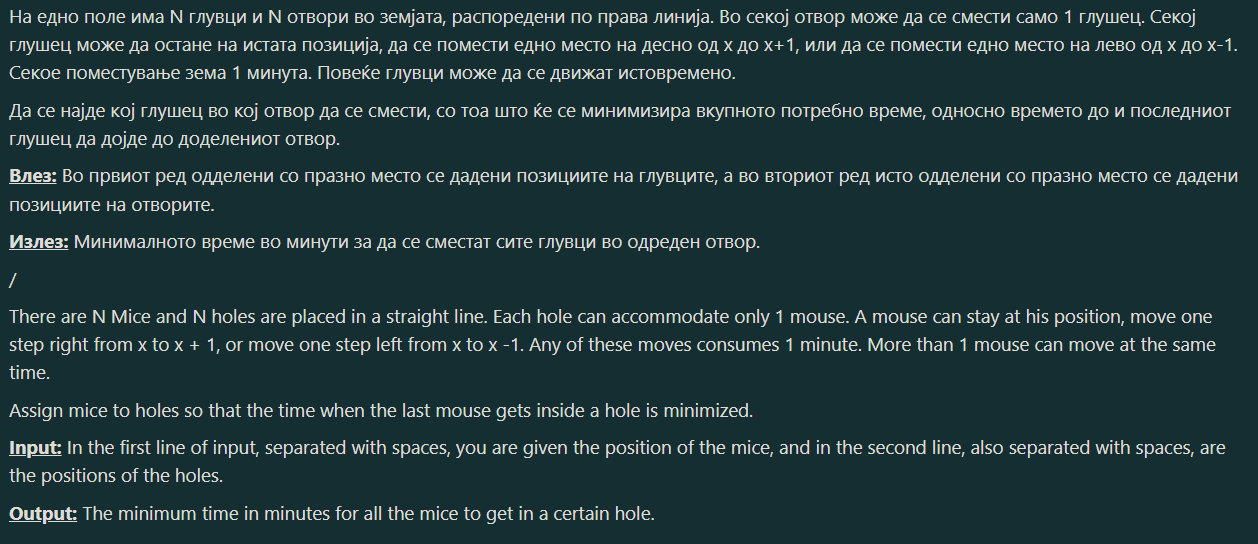 На едно поле има N глувци и N отвори во земјата, распоредени по права линија. Во секој отвор може да се смести само 1 глушец. Секој
глушец може да остане на истата позиција, да се помести едно место на десно од x до x+1, или да се помести едно место на лево од x до x-1.
Секое поместување зема 1 минута. Повеќе глувци може да се движат истовремено.
Да се најде кој глушец во кој отвор да се смести, со тоа што ќе се минимизира вкупното потребно време, односно времето до и последниот
глушец да дојде до доделениот отвор.
Влез: Во првиот ред одделени со празно место се дадени позициите на глувците, а во вториот ред исто одделени со празно место се дадени
позициите на отворите.
Излез: Минималното време во минути за да се сместат сите глувци во одреден отвор.
/
There are N Mice and N holes are placed in a straight line. Each hole can accommodate only 1 mouse. A mouse can stay at his position, move one
step right from x to x + 1, or move one step left from x to x -1. Any of these moves consumes 1 minute. More than 1 mouse can move at the same
time.
Assign mice to holes so that the time when the last mouse gets inside a hole is minimized.
Input: In the first line of input, separated with spaces, you are given the position of the mice, and in the second line, also separated with spaces, are
the positions of the holes.
Output: The minimum time in minutes for all the mice to get in a certain hole.